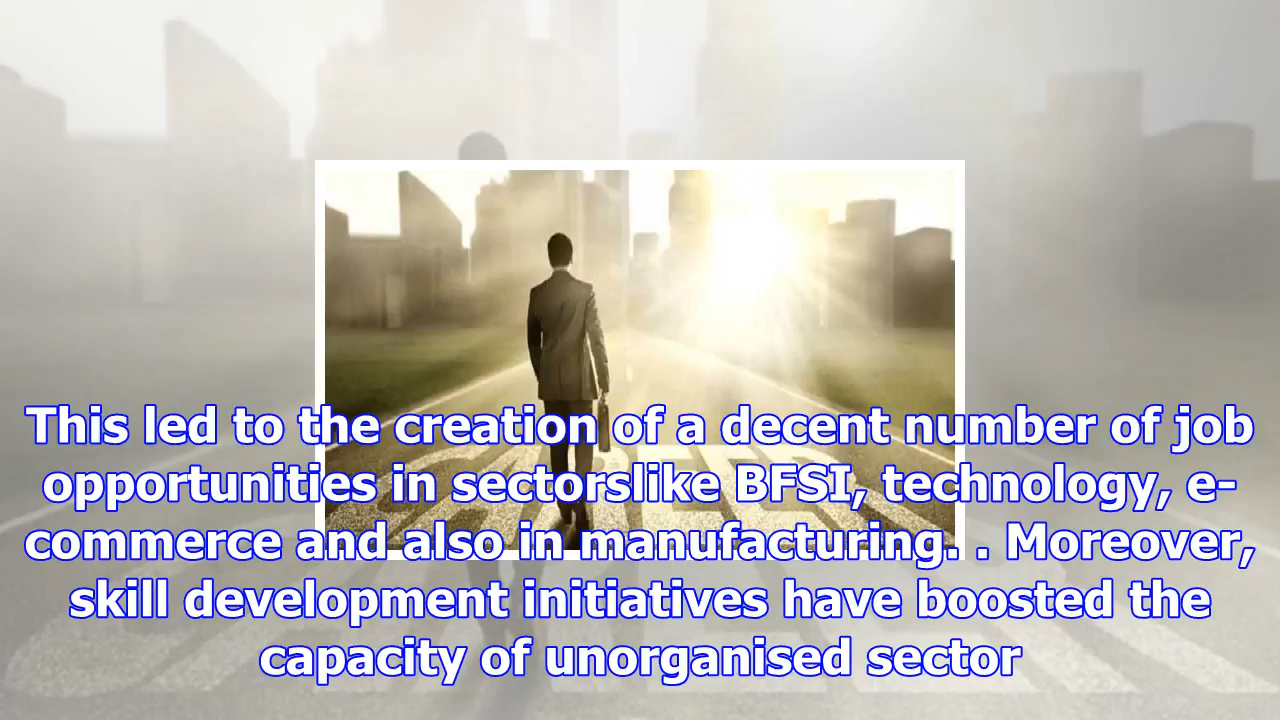 This led to the creation of a decent number of job
opportunities in sectorslike BFSI, technology, e-
commerce and also in manufacturing. . Moreover,
skill development initiatives have boosted the
capacity of unorganised sector